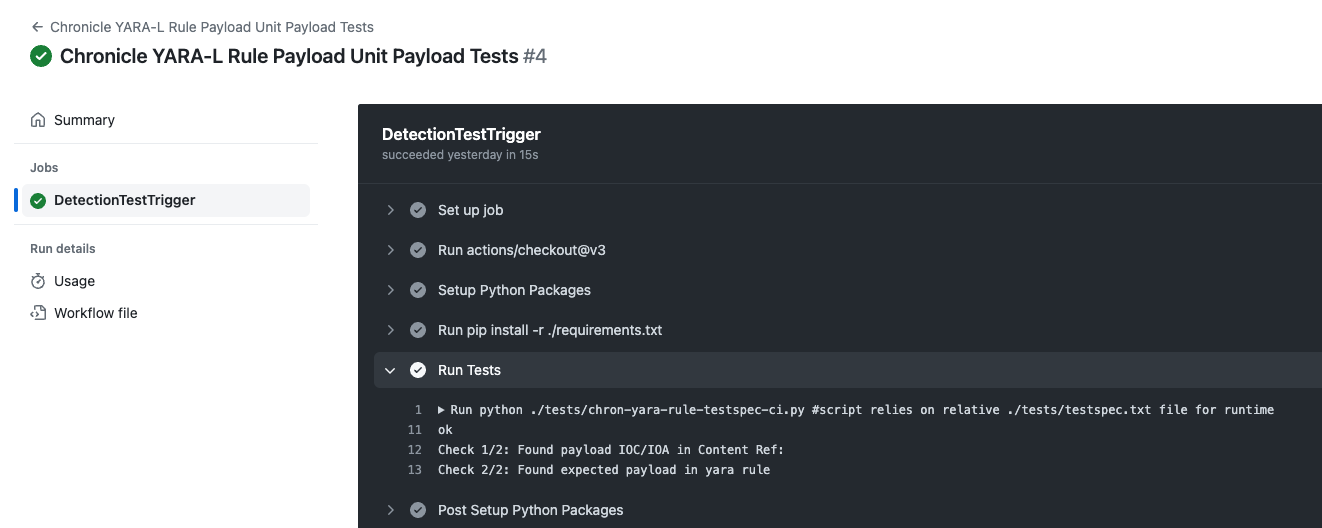 Chronicle YARA-L Rule Payload Unit Payload Tests
Chronicle YARA-L Rule Payload Unit Payload Tests #4
Summary
Jobs
DetectionTestTrigger
Run details
Usage
Workflow file
DetectionTestTrigger
succeeded yesterday in 15s
Set up job
Run actions/checkout@v3
Setup Python Packages
Run pip install -r ./requirements.txt
Run Tests
1 Run python ./tests/chron-yara-rule-testspec-ci.py #script relies on relative ./tests/testspec.txt file for runtime
11 ok
12 Check 1/2: Found payload IOC/IOA in Content Ref:
13 Check 2/2: Found expected payload in yara rule
Post Setup Python Packages